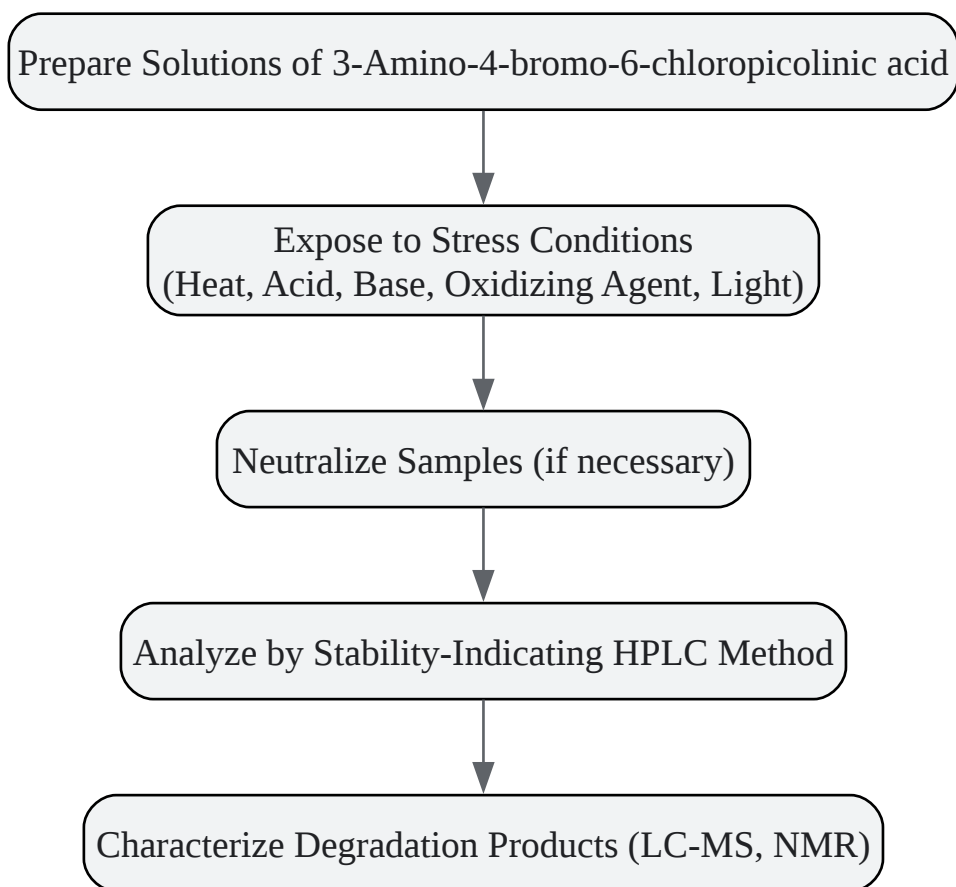 Prepare Solutions of 3-Amino-4-bromo-6-chloropicolinic acid
Expose to Stress Conditions
(Heat, Acid, Base, Oxidizing Agent, Light)
Neutralize Samples (if necessary)
Analyze by Stability-Indicating HPLC Method
Characterize Degradation Products (LC-MS, NMR)